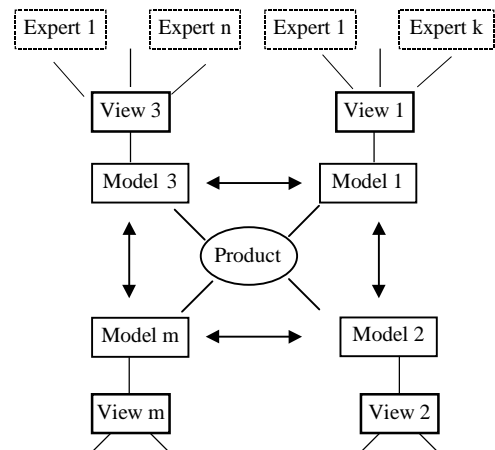 Expert 1 Expert n Expert 1 Expert k
View 3 View 1
Model 3 Model 1
Product
Model m Model 2
View m View 2